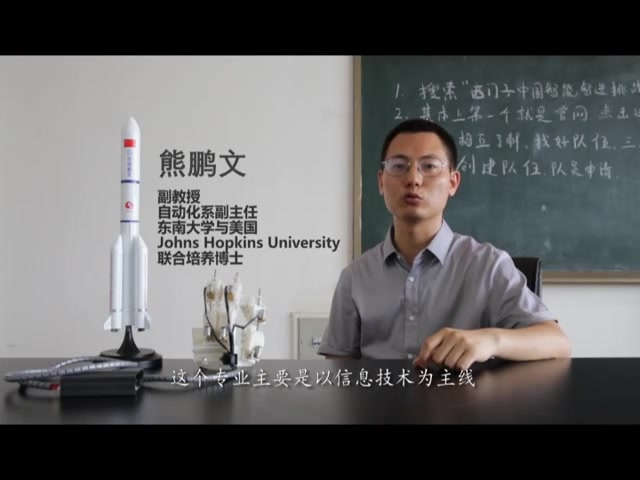 1. 搜索"西门子中国智能制造挑战
2. 基本上第一个就是官网 点击
相互了解,找好队伍,三
创建队伍,队员申请.
熊鹏文
副教授
自动化系副主任
东南大学与美国
Johns Hopkins University
联合培养博士
这个专业主要是以信息技术为主线